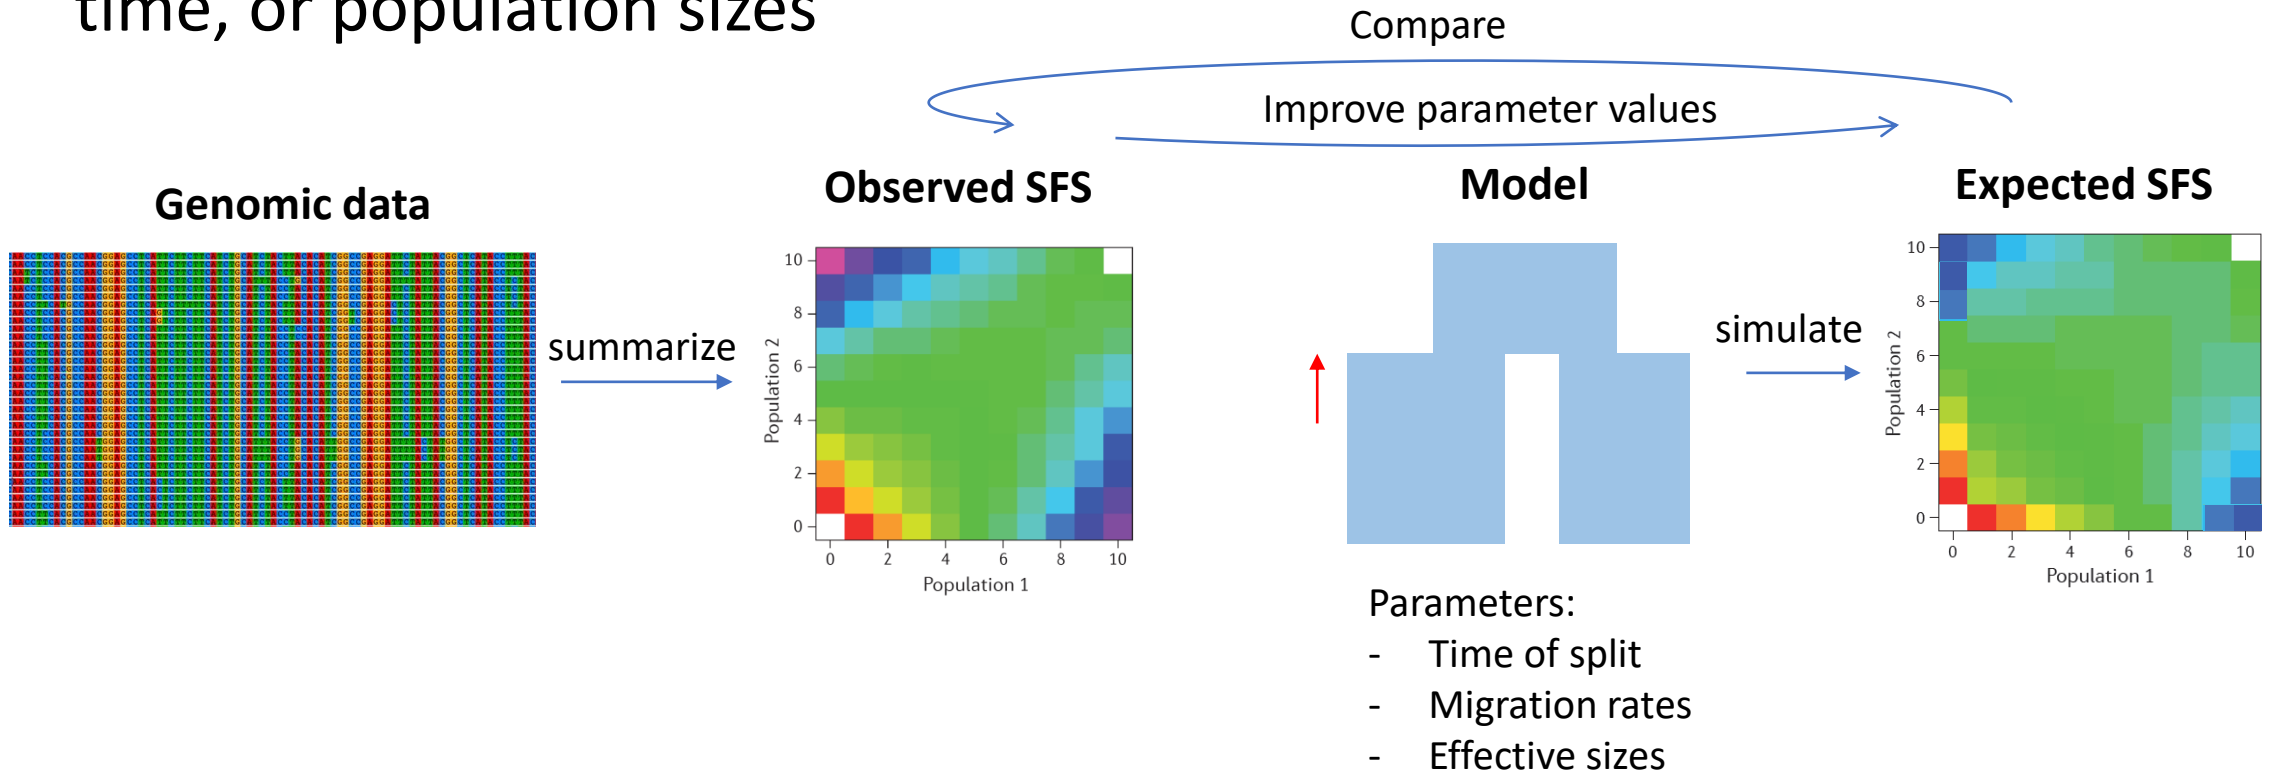 time, or population sizes
Compare
Improve parameter values
Genomic data
Observed SFS
Model
Expected SFS
summarize
simulate
10
8
6
4
2
0
Population 2
0 2 4 6 8 10
Population 1
10
8
6
4
2
0
Population 2
0 2 4 6 8 10
Population 1
Parameters:
- Time of split
- Migration rates
- Effective sizes